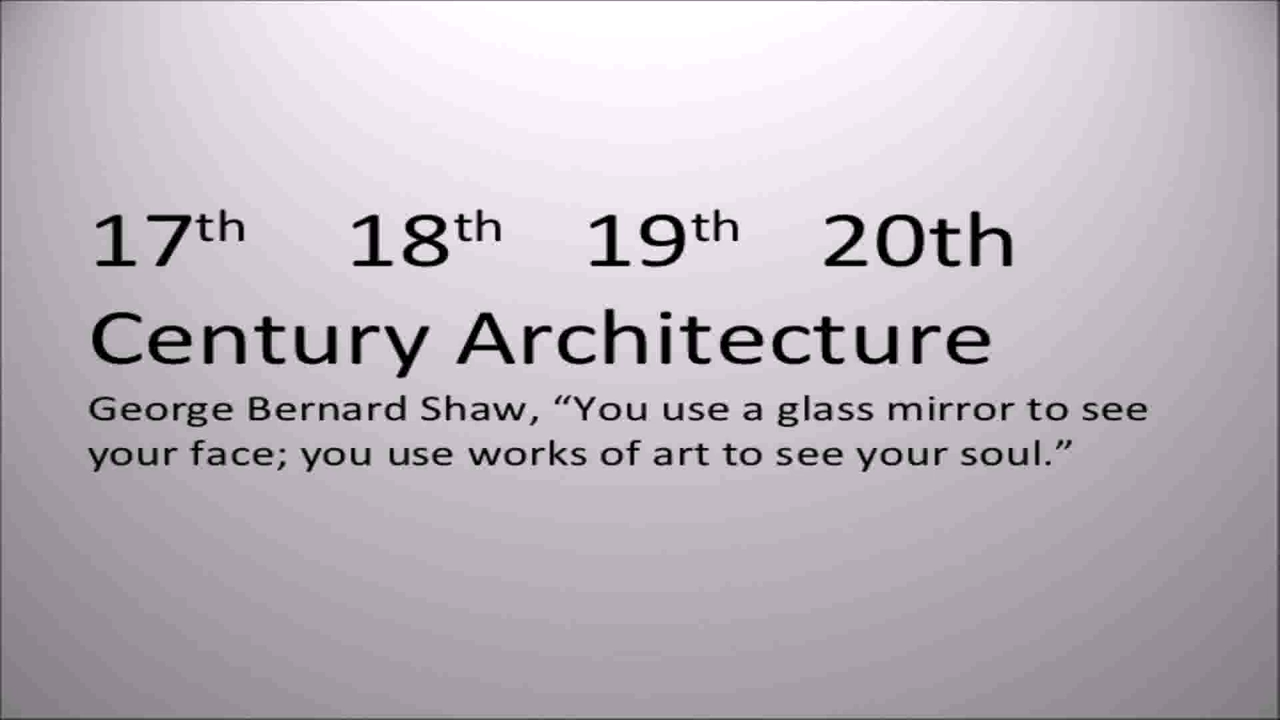 17th 18th 19th 20th
Century Architecture
George Bernard Shaw, “You use a glass mirror to see
your face; you use works of art to see your soul.”